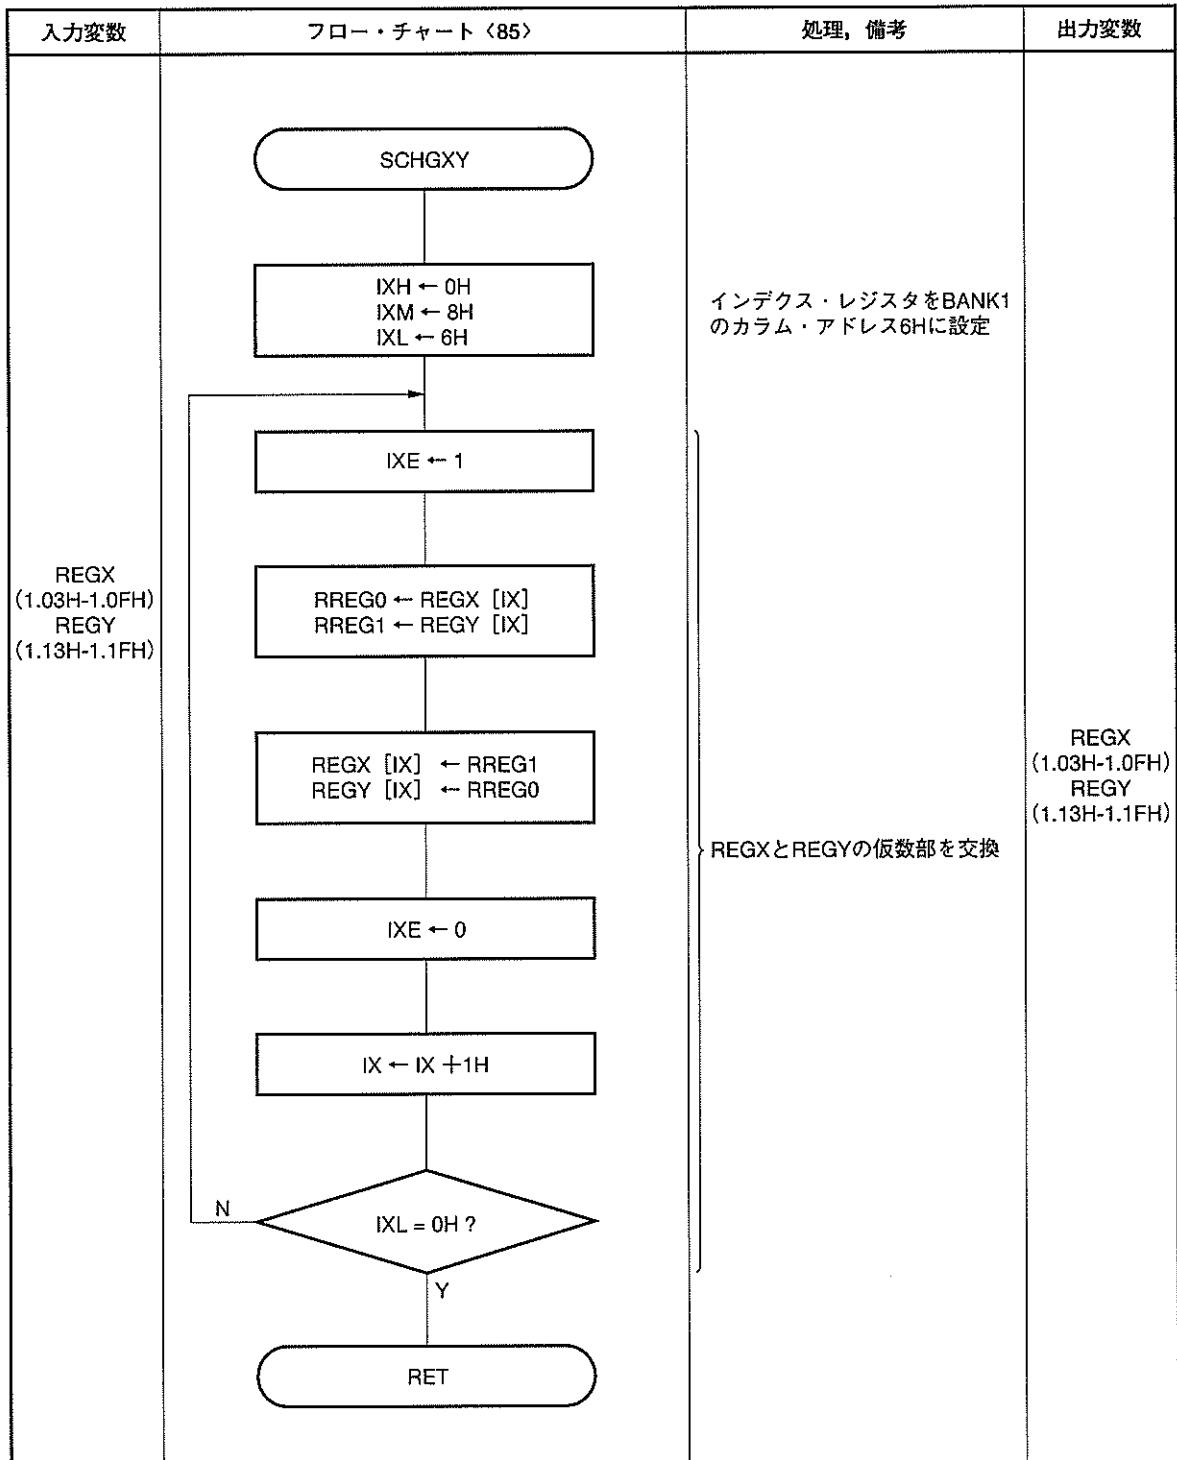 入力変数
フロー・チャート〈85〉
処理，備考
出力変数
SCHGXY
IXH ← 0H
IXM ← 8H
IXL ← 6H
インデクス・レジスタをBANK1
のカラム・アドレス6Hに設定
IXE ← 1
REGX
(1.03H-1.0FH)
REGY
(1.13H-1.1FH)
RREG0 ← REGX [IX]
RREG1 ← REGY [IX]
REGX [IX] ← RREG1
REGY [IX] ← RREG0
REGX
(1.03H-1.0FH)
REGY
(1.13H-1.1FH)
REGXとREGYの仮数部を交換
IXE ← 0
IX ← IX +1H
N
IXL = 0H ?
Y
RET